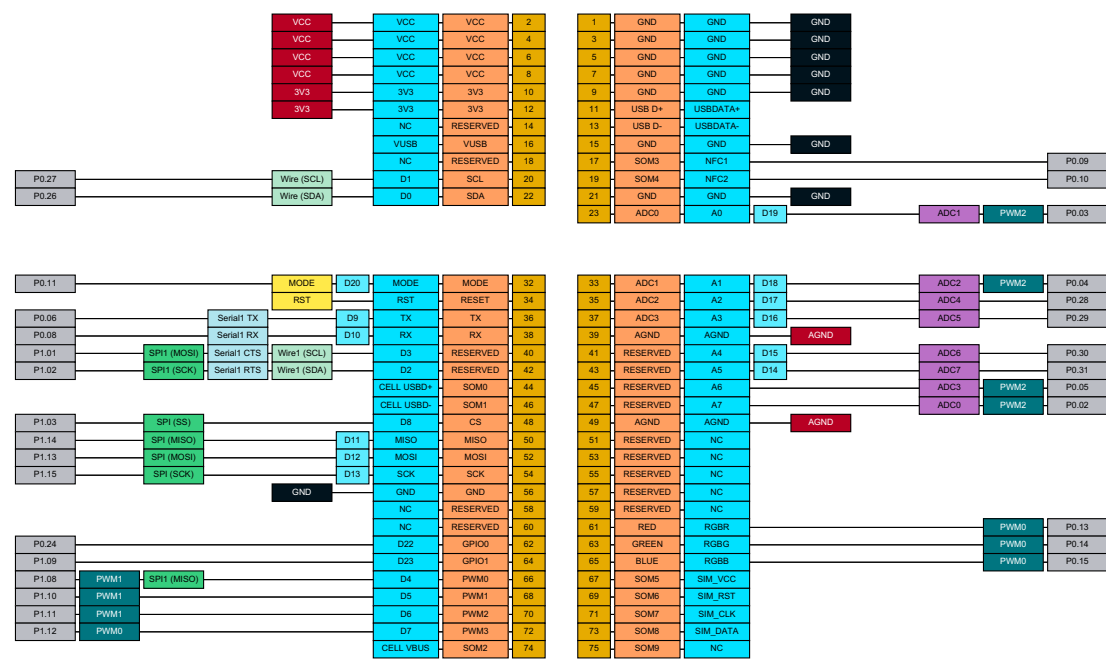 VCC VCC VCC 2 1 GND GND GND
VCC VCC VCC 4 3 GND GND GND
VCC VCC VCC 6 5 GND GND GND
VCC VCC VCC 8 7 GND GND GND
3V3 3V3 3V3 10 9 GND GND GND
3V3 3V3 3V3 12 11 USB D+ USBDATA+
NC RESERVED 14 13 USB D- USBDATA-
VUSB VUSB 16 15 GND GND GND
NC RESERVED 18 17 SOM3 NFC1 P0.09
P0.27 Wire (SCL) D1 SCL 20 19 SOM4 NFC2 P0.10
P0.26 Wire (SDA) D0 SDA 22 21 GND GND GND
23 ADC0 A0 D19 ADC1 PWM2 P0.03
P0.11 MODE D20 MODE MODE 32 33 ADC1 A1 D18 ADC2 PWM2 P0.04
RST RST RESET 34 35 ADC2 A2 D17 ADC4 P0.28
P0.06 Serial1 TX D9 TX TX 36 37 ADC3 A3 D16 ADC5 P0.29
P0.08 Serial1 RX D10 RX RX 38 39 AGND AGND AGND
P1.01 SPI1 (MOSI) Serial1 CTS Wire1 (SCL) D3 RESERVED 40 41 RESERVED A4 D15 ADC6 P0.30
P1.02 SPI1 (SCK) Serial1 RTS Wire1 (SDA) D2 RESERVED 42 43 RESERVED A5 D14 ADC7 P0.31
CELL USBD+ SOM0 44 45 RESERVED A6 ADC3 PWM2 P0.05
CELL USBD- SOM1 46 47 RESERVED A7 ADC0 PWM2 P0.02
P1.03 SPI (SS) D8 CS 48 49 AGND AGND AGND
P1.14 SPI (MISO) D11 MISO MISO 50 51 RESERVED NC
P1.13 SPI (MOSI) D12 MOSI MOSI 52 53 RESERVED NC
P1.15 SPI (SCK) D13 SCK SCK 54 55 RESERVED NC
GND GND GND 56 57 RESERVED NC
NC RESERVED 58 59 RESERVED NC
NC RESERVED 60 61 RED RGBR PWM0 P0.13
P0.24 D22 GPIO0 62 63 GREEN RGBG PWM0 P0.14
P1.09 D23 GPIO1 64 65 BLUE RGBB PWM0 P0.15
P1.08 PWM1 SPI1 (MISO) D4 PWM0 66 67 SOM5 SIM_VCC
P1.10 PWM1 D5 PWM1 68 69 SOM6 SIM_RST
P1.11 PWM1 D6 PWM2 70 71 SOM7 SIM_CLK
P1.12 PWM0 D7 PWM3 72 73 SOM8 SIM_DATA
CELL VBUS SOM2 74 75 SOM9 NC